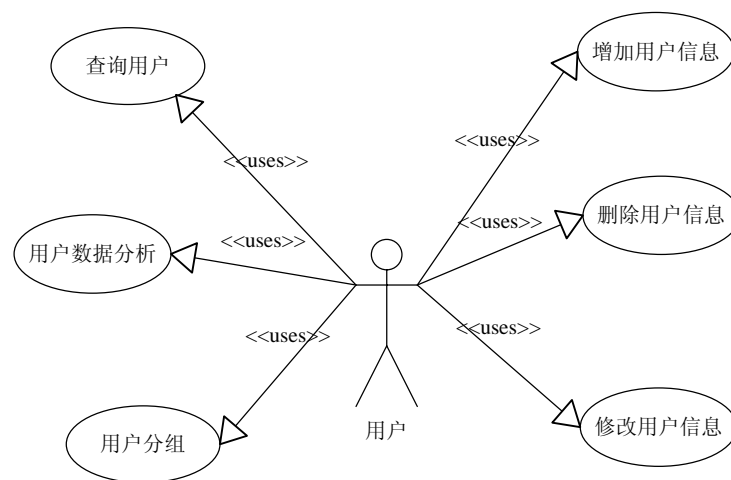 增加用户信息
查询用户
<<uses>>
<<uses>>
删除用户信息
<<uses>>
<<uses>>
用户数据分析
<<uses>>
<<uses>>
用户
修改用户信息
用户分组